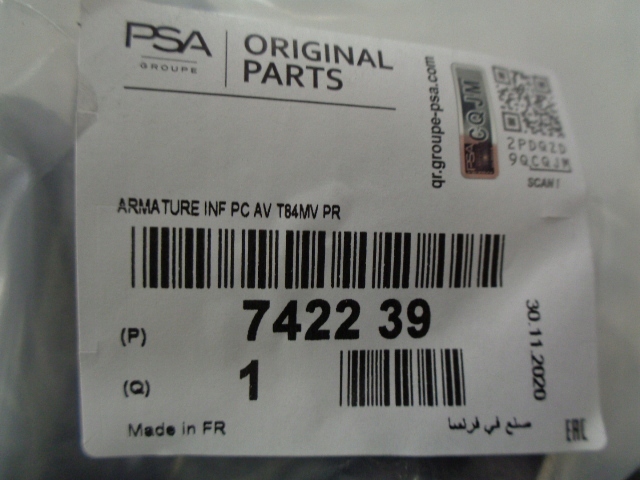 PSA
GROUPE
ORIGINAL
PARTS
qr.groupe-psa.com
PSA
CQJM
2PDQZD
9QCQJM
SCAN !
ARMATURE INF PC AV T84MV PR
(P) 7422 39
(Q) 1
30.11.2020
Made in FR
صنع في فرنسا
EAC